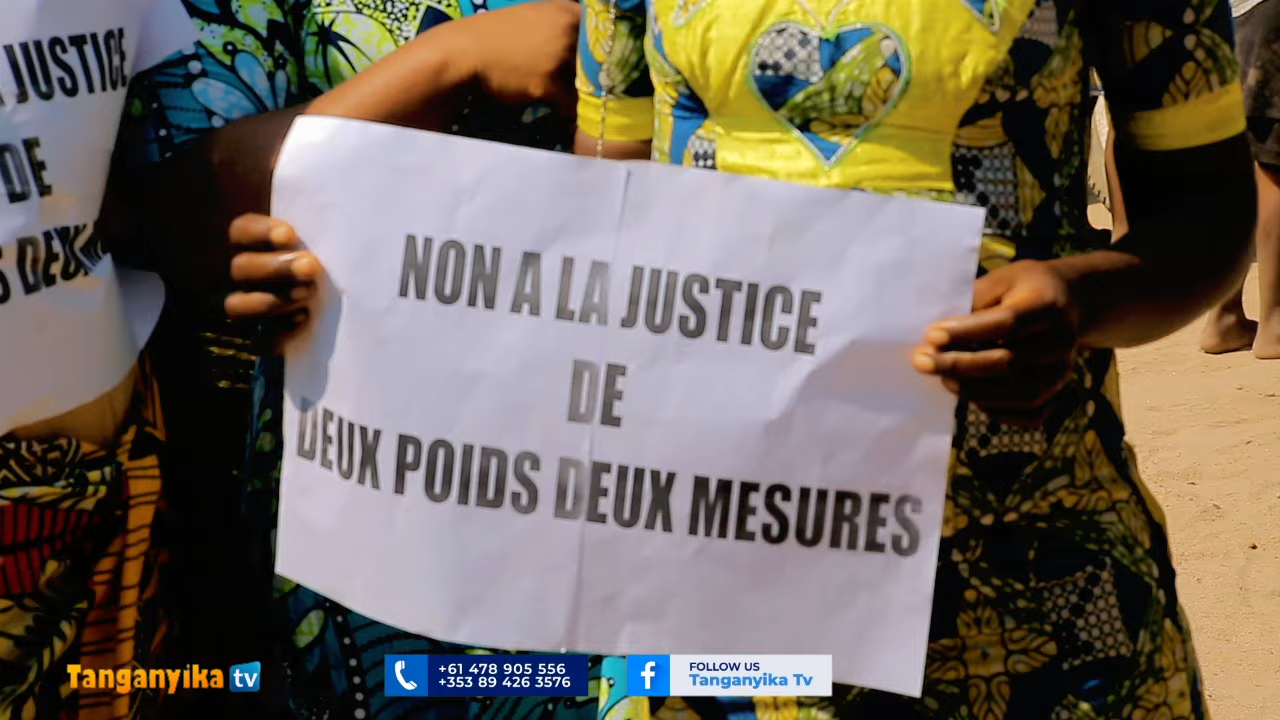 JUSTICE
DE
DEUX
NON A LA JUSTICE
DE
DEUX POIDS DEUX MESURES
Tanganyika tv
+61 478 905 556
+353 89 426 3576
f
FOLLOW US
Tanganyika Tv